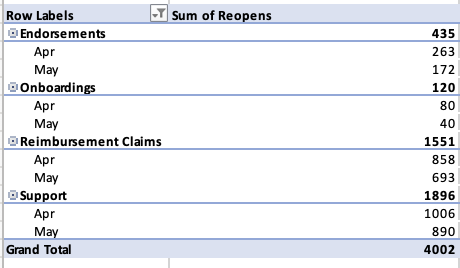 Row Labels Sum of Reopens
Endorsements 435
Apr 263
May 172
Onboardings 120
Apr 80
May 40
Reimbursement Claims 1551
Apr 858
May 693
Support 1896
Apr 1006
May 890
Grand Total 4002